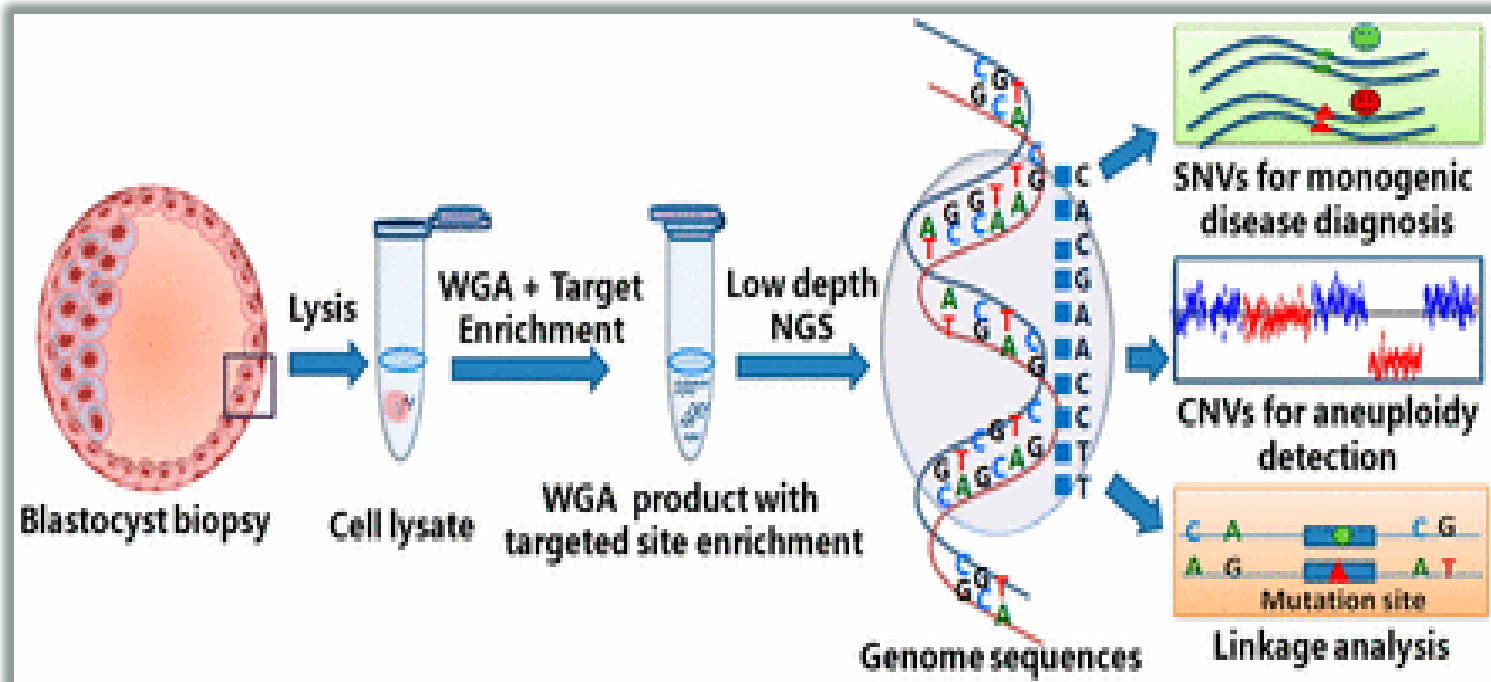 Blastocyst biopsy
Lysis
Cell lysate
WGA + Target
Enrichment
WGA product with
targeted site enrichment
Low depth
NGS
C
G
G
T
C
A
C
G
T
T
G
G
A
A
A
C
C
T
A
C
T
T
G
A
C
G
C
T
G
C
T
G
G
A
C
G
A
C
C
G
G
T
C
A
C
A
C
G
A
A
C
C
T
T
Genome sequences
SNVs for monogenic
disease diagnosis
CNVs for aneuploidy
detection
C A C G
A G A T
Mutation site
Linkage analysis